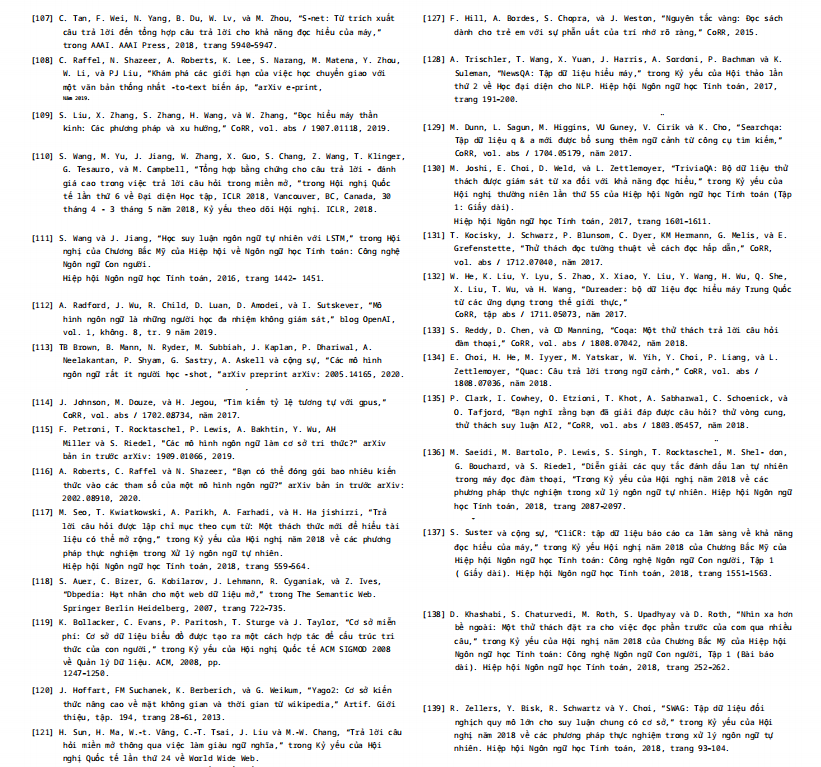 [107] C. Tan, F. Wei, N. Yang, B. Du, W. Lv, và M. Zhou, "S-net: Từ trích xuất
câu trả lời đến tổng hợp câu trả lời cho khả năng đọc hiểu của máy,"
trong AAAI. AAAI Press, 2018, trang 5940–5947.
[108] C. Raffel, N. Shazeer, A. Roberts, K. Lee, S. Narang, M. Matena, Y. Zhou,
W. Li, và PJ Liu, "Khám phá các giới hạn của việc học chuyển giao với
một văn bản thống nhất -to-text biến áp, "arXiv e-print,
Năm 2019.
[109] S. Liu, X. Zhang, S. Zhang, H. Wang, và W. Zhang, "Đọc hiểu máy thần
kinh: Các phương pháp và xu hướng," CoRR, vol. abs / 1907.01118, 2019.
[110] S. Wang, M. Yu, J. Jiang, W. Zhang, X. Guo, S. Chang, Z. Wang, T. Klinger,
G. Tesauro, và M. Campbell, "Tổng hợp bằng chứng cho câu trả lời - đánh
giá cao trong việc trả lời câu hỏi trong miền mở, "trong Hội nghị Quốc
tế lần thứ 6 về Đại diện Học tập, ICLR 2018, Vancouver, BC, Canada, 30
tháng 4 - 3 tháng 5 năm 2018, Kỷ yếu theo dõi Hội nghị. ICLR, 2018.
[111] S. Wang và J. Jiang, "Học suy luận ngôn ngữ tự nhiên với LSTM," trong Hội
nghị của Chương Bắc Mỹ của Hiệp hội về Ngôn ngữ học Tính toán: Công nghệ
Ngôn ngữ Con người.
Hiệp hội Ngôn ngữ học Tính toán, 2016, trang 1442– 1451.
[112] A. Radford, J. Wu, R. Child, D. Luan, D. Amodei, và I. Sutskever, "Mô
hình ngôn ngữ là những người học đa nhiệm không giám sát," blog OpenAI,
vol. 1, không. 8, tr. 9 năm 2019.
[113] TB Brown, B. Mann, N. Ryder, M. Subbiah, J. Kaplan, P. Dhariwal, A.
Neelakantan, P. Shyam, G. Sastry, A. Askell và cộng sự, "Các mô hình
ngôn ngữ rất ít người học -shot, "arXiv preprint arXiv: 2005.14165, 2020.
[114] J. Johnson, M. Douze, và H. Jegou, "Tìm kiếm tỷ lệ tương tự với gpus,"
CoRR, vol. abs / 1702.08734, năm 2017.
[115] F. Petroni, T. Rocktaschel, P. Lewis, A. Bakhtin, Y. Wu, AH
Miller và S. Riedel, "Các mô hình ngôn ngữ làm cơ sở tri thức?" arXiv
bản in trước arXiv: 1909.01066, 2019.
[116] A. Roberts, C. Raffel và N. Shazeer, "Bạn có thể đóng gói bao nhiêu kiến
thức vào các tham số của một mô hình ngôn ngữ?" arXiv bản in trước arXiv:
2002.08910, 2020.
[117] M. Seo, T. Kwiatkowski, A. Parikh, A. Farhadi, và H. Ha jishirzi, "Trả
lời câu hỏi được lập chỉ mục theo cụm từ: Một thách thức mới để hiểu tài
liệu có thể mở rộng," trong Kỷ yếu của Hội nghị năm 2018 về các phương
pháp thực nghiệm trong Xử lý ngôn ngữ tự nhiên.
Hiệp hội Ngôn ngữ học Tính toán, 2018, trang 559–564.
[118] S. Auer, C. Bizer, G. Kobilarov, J. Lehmann, R. Cyganiak, và Z. Ives,
"Dbpedia: Hạt nhân cho một web dữ liệu mở," trong The Semantic Web.
Springer Berlin Heidelberg, 2007, trang 722–735.
[119] K. Bollacker, C. Evans, P. Paritosh, T. Sturge và J. Taylor, "Cơ sở miễn
phí: Cơ sở dữ liệu biểu đồ được tạo ra một cách hợp tác để cấu trúc tri
thức của con người," trong Kỷ yếu của Hội nghị Quốc tế ACM SIGMOD 2008
về Quản lý Dữ liệu. ACM, 2008, pp.
1247–1250.
[120] J. Hoffart, FM Suchanek, K. Berberich, và G. Weikum, "Yago2: Cơ sở kiến
thức nâng cao về mặt không gian và thời gian từ wikipedia," Artif. Giới
thiệu, tập. 194, trang 28–61, 2013.
[121] H. Sun, H. Ma, W.-t. Vâng, C.-T. Tsai, J. Liu và M.-W. Chang, "Trả lời câu
hỏi miền mở thông qua việc làm giàu ngữ nghĩa," trong Kỷ yếu của Hội
nghị Quốc tế lần thứ 24 về World Wide Web.
[127] F. Hill, A. Bordes, S. Chopra, và J. Weston, "Nguyên tắc vàng: Đọc sách
dành cho trẻ em với sự phẫn uất của trí nhớ rõ ràng," CoRR, 2015.
[128] A. Trischler, T. Wang, X. Yuan, J. Harris, A. Sordoni, P. Bachman và K.
Suleman, "NewsQA: Tập dữ liệu hiểu máy," trong Kỷ yếu của Hội thảo lần
thứ 2 về Học đại diện cho NLP. Hiệp hội Ngôn ngữ học Tính toán, 2017,
trang 191–200.
[129] M. Dunn, L. Sagun, M. Higgins, VU Guney, V. Cirik và K. Cho, "Searchqa:
Tập dữ liệu q & a mới được bổ sung thêm ngữ cảnh từ công cụ tìm kiếm,"
CoRR, vol. abs / 1704.05179, năm 2017.
[130] M. Joshi, E. Choi, D. Weld, và L. Zettlemoyer, "TriviaQA: Bộ dữ liệu thử
thách được giám sát từ xa đối với khả năng đọc hiểu," trong Kỷ yếu của
Hội nghị thường niên lần thứ 55 của Hiệp hội Ngôn ngữ học Tính toán (Tập
1: Giấy dài).
Hiệp hội Ngôn ngữ học Tính toán, 2017, trang 1601–1611.
[131] T. Kocisky, J. Schwarz, P. Blunsom, C. Dyer, KM Hermann, G. Melis, và E.
Grefenstette, "Thử thách đọc tường thuật về cách đọc hấp dẫn," CoRR,
vol. abs / 1712.07040, năm 2017.
[132] W. He, K. Liu, Y. Lyu, S. Zhao, X. Xiao, Y. Liu, Y. Wang, H. Wu, Q. She,
X. Liu, T. Wu, và H. Wang, "Dureader: bộ dữ liệu đọc hiểu máy Trung Quốc
từ các ứng dụng trong thế giới thực,"
CoRR, tập abs / 1711.05073, năm 2017.
[133] S. Reddy, D. Chen, và CD Manning, "Coqa: Một thử thách trả lời câu hỏi
đàm thoại," CoRR, vol. abs / 1808.07042, năm 2018.
[134] E. Choi, H. He, M. Iyyer, M. Yatskar, W. Yih, Y. Choi, P. Liang, và L.
Zettlemoyer, "Quac: Câu trả lời trong ngữ cảnh," CoRR, vol. abs /
1808.07036, năm 2018.
[135] P. Clark, I. Cowhey, O. Etzioni, T. Khot, A. Sabharwal, C. Schoenick, và
O. Tafjord, "Bạn nghĩ rằng bạn đã giải đáp được câu hỏi? thử vòng cung,
thử thách suy luận AI2, "CoRR, vol. abs / 1803.05457, năm 2018.
[136] M. Saeidi, M. Bartolo, P. Lewis, S. Singh, T. Rocktaschel, M. Shel- don,
G. Bouchard, và S. Riedel, "Diễn giải các quy tắc đánh dấu lan tự nhiên
trong máy đọc đàm thoại, "Trong Kỷ yếu của Hội nghị năm 2018 về các
phương pháp thực nghiệm trong xử lý ngôn ngữ tự nhiên. Hiệp hội Ngôn ngữ
học Tính toán, 2018, trang 2087–2097.
[137] S. Suster và cộng sự, "CliCR: tập dữ liệu báo cáo ca lâm sàng về khả năng
đọc hiểu của máy," trong Kỷ yếu Hội nghị năm 2018 của Chương Bắc Mỹ của
Hiệp hội Ngôn ngữ học Tính toán: Công nghệ Ngôn ngữ Con người, Tập 1
( Giấy dài). Hiệp hội Ngôn ngữ học Tính toán, 2018, trang 1551–1563.
[138] D. Khashabi, S. Chaturvedi, M. Roth, S. Upadhyay và D. Roth, "Nhìn xa hơn
bề ngoài: Một thử thách đặt ra cho việc đọc phần trước của com qua nhiều
câu," trong Kỷ yếu của Hội nghị năm 2018 của Chương Bắc Mỹ của Hiệp hội
Ngôn ngữ học Tính toán: Công nghệ Ngôn ngữ Con người, Tập 1 (Bài báo
dài). Hiệp hội Ngôn ngữ học Tính toán, 2018, trang 252–262.
[139] R. Zellers, Y. Bisk, R. Schwartz và Y. Choi, "SWAG: Tập dữ liệu đối
nghịch quy mô lớn cho suy luận chung có cơ sở," trong Kỷ yếu của Hội
nghị năm 2018 về các phương pháp thực nghiệm trong xử lý ngôn ngữ tự
nhiên. Hiệp hội Ngôn ngữ học Tính toán, 2018, trang 93–104.